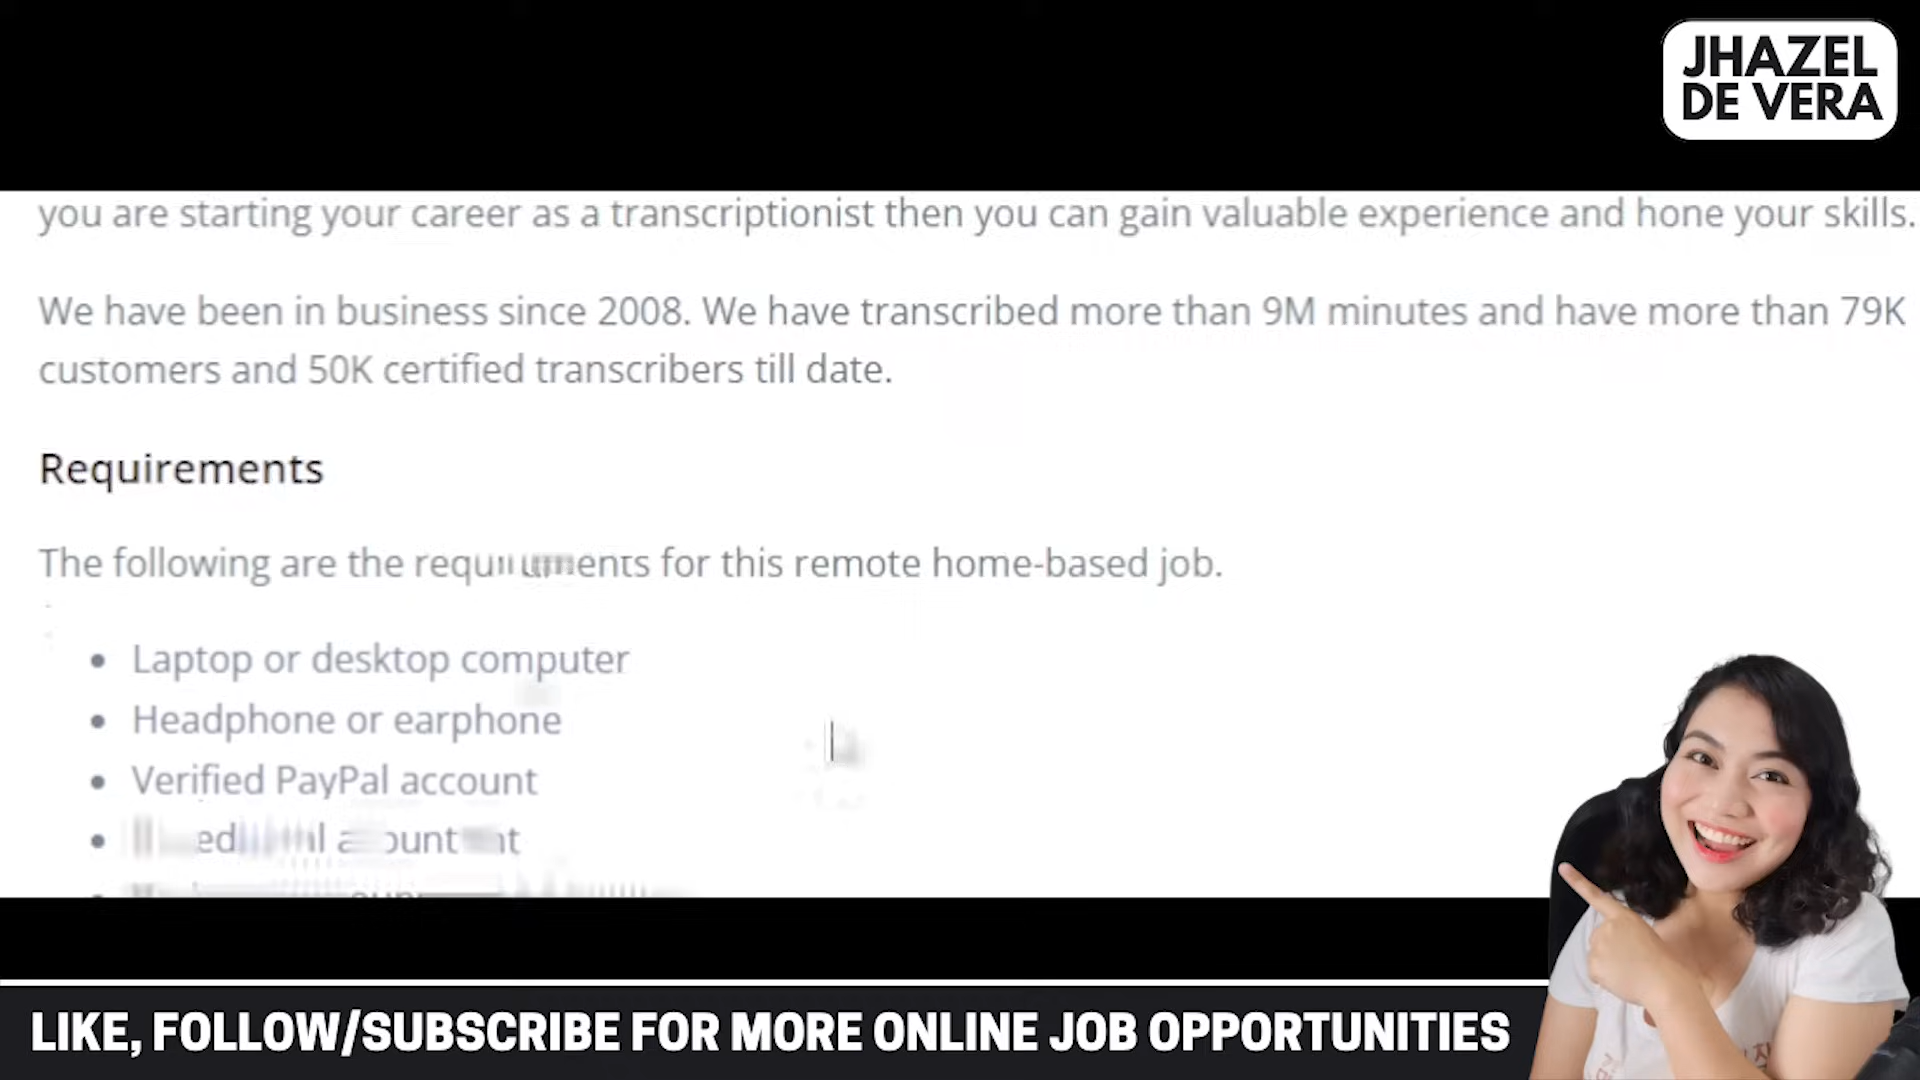 JHAZEL
DE VERA
you are starting your career as a transcriptionist then you can gain valuable experience and hone your skills.
We have been in business since 2008. We have transcribed more than 9M minutes and have more than 79K
customers and 50K certified transcribers till date.
Requirements
The following are the for this remote home-based job.
• Laptop or desktop computer
• Headphone or earphone
• Verified PayPal account
LIKE, FOLLOW/SUBSCRIBE FOR MORE ONLINE JOB OPPORTUNITIES